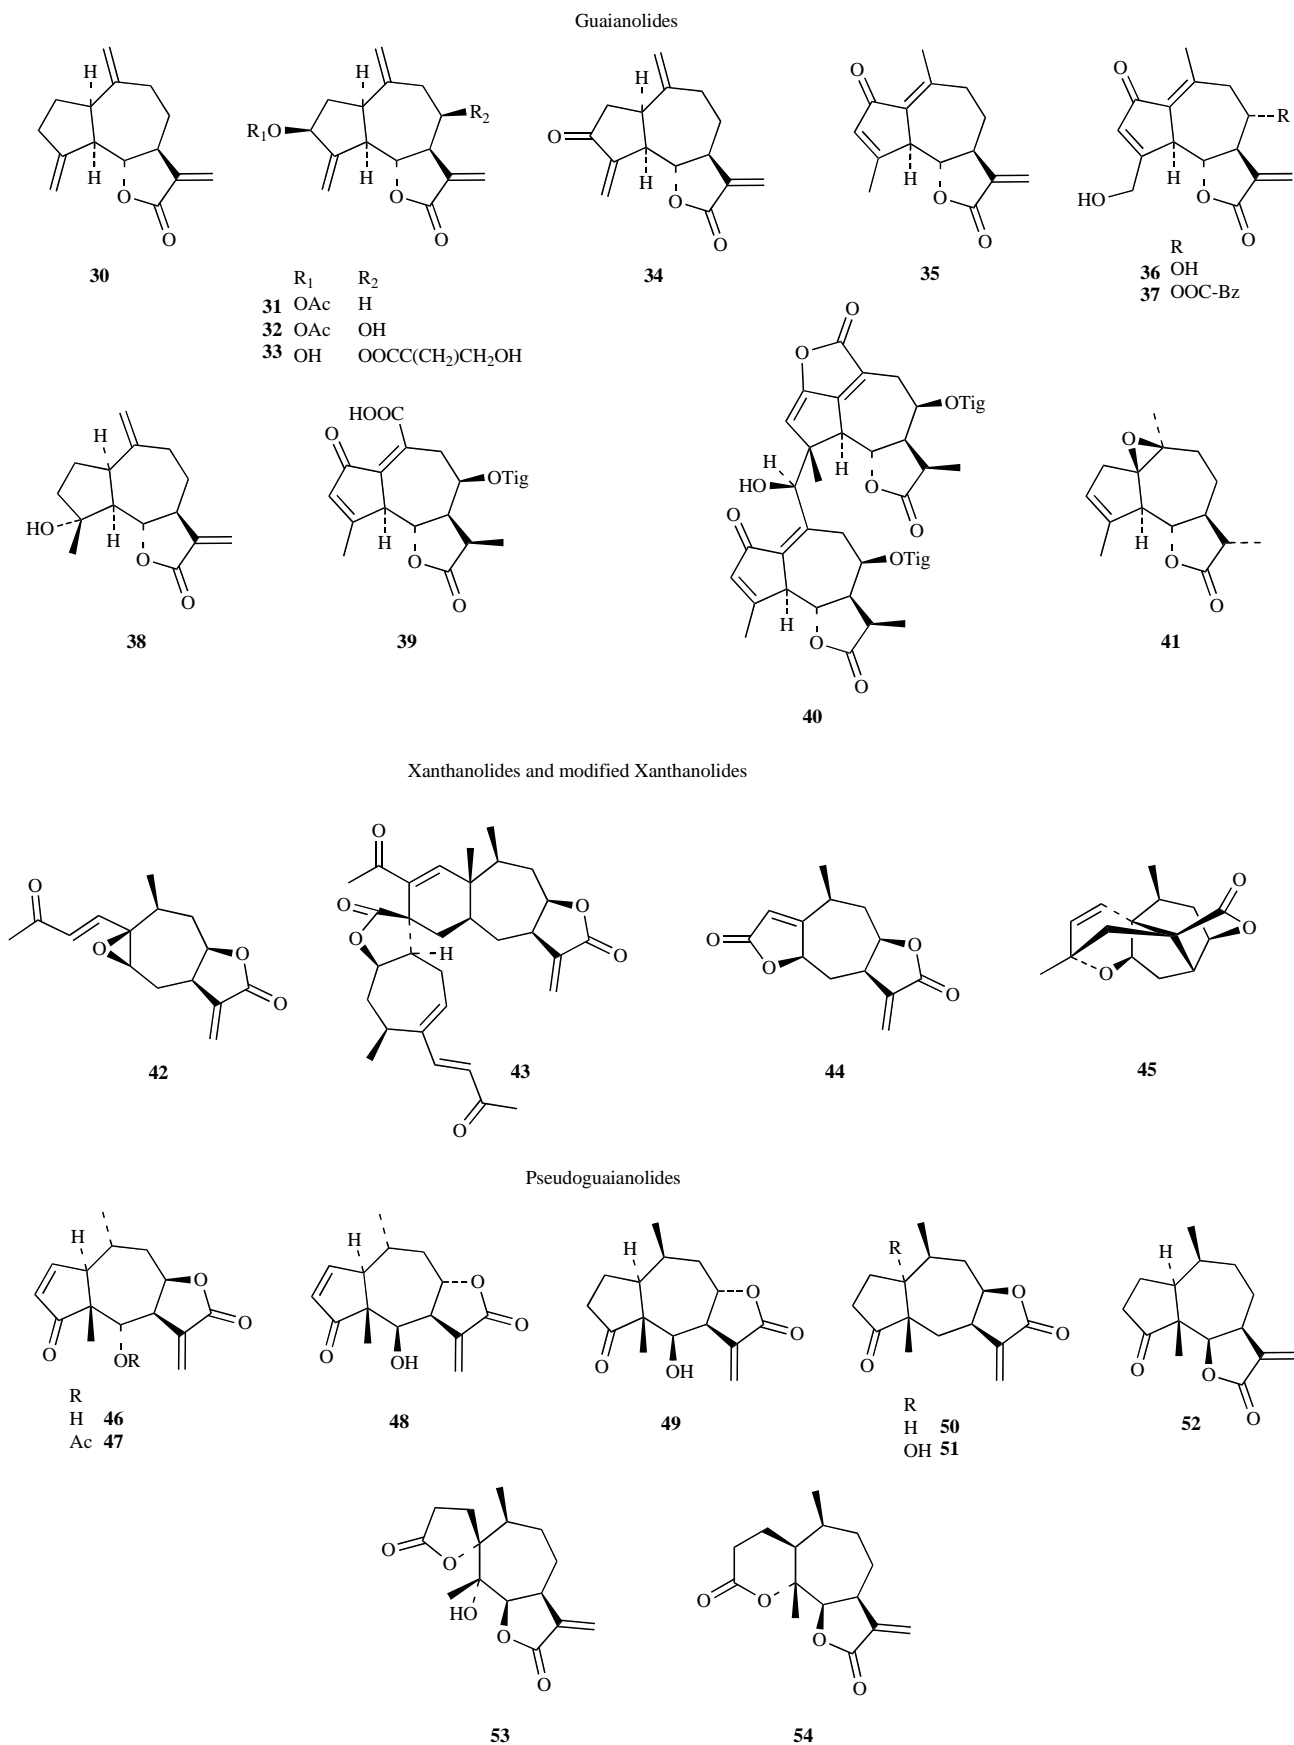 Guaianolides
H
H
O
O
30
R1O
H
H
R2
O
O
R1 R2
31 OAc H
32 OAc OH
33 OH OOCC(CH2)CH2OH
O
H
H
O
O
34
O
H
O
O
35
O
HO
H
R
O
O
R
36 OH
37 OOC-Bz
H
HO
H
O
O
38
HOOC
O
OTig
H
O
O
39
O
O
OTig
H
H
HO
O
O
O
OTig
H
O
O
40
O
H
O
O
41
Xanthanolides and modified Xanthanolides
O
O
O
O
42
O
O
O
H
O
O
O
43
O
O
O
O
44
O
O
O
45
Pseudoguaianolides
H
O
O
O
OR
R
H 46
Ac 47
H
O
O
O
OH
48
H
O
O
O
OH
49
R
O
O
O
R
H 50
OH 51
H
O
O
O
52
O
O
HO
O
O
53
O
O
O
O
54